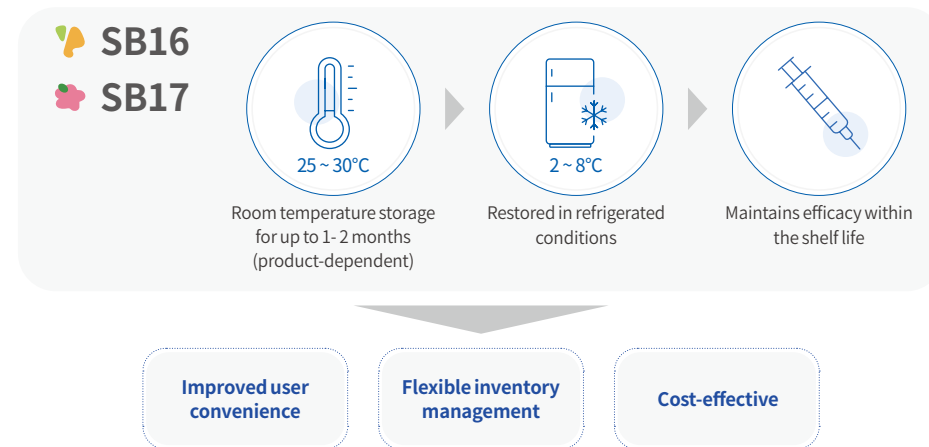 SB16
SB17
25 ~ 30°C
2 ~ 8°C
Room temperature storage
for up to 1- 2 months
(product-dependent)
Restored in refrigerated
conditions
Maintains efficacy within
the shelf life
Improved user
convenience
Flexible inventory
management
Cost-effective